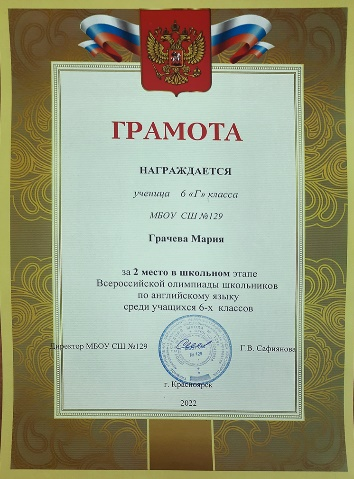 ГРАМОТА
НАГРАЖДАЕТСЯ
ученица 6 «Г» класса
МБОУ СШ №129
Грачева Мария
за 2 место в школьном этапе
Всероссийской олимпиады школьников
по английскому языку
среди учащихся 6-х классов
Директор МБОУ СШ №129 Г.В. Сафиянова
г. Красноярск
2022